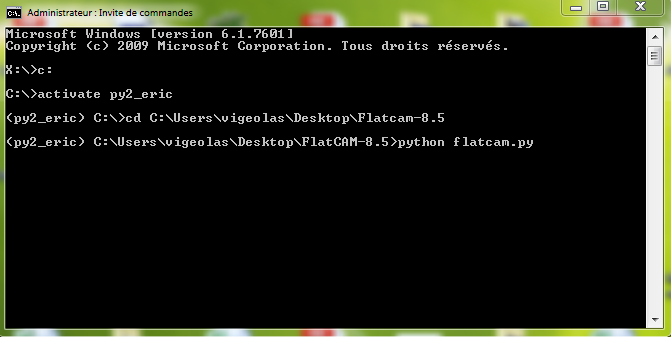 Administrateur : Invite de commandes
Microsoft Windows [version 6.1.7601]
Copyright (c) 2009 Microsoft Corporation. Tous droits réservés.
X:\>c:
C:\>activate py2_eric
(py2_eric) C:\>cd C:\Users\vigeolas\Desktop\Flatcam-8.5
(py2_eric) C:\Users\vigeolas\Desktop\FlatCAM-8.5>python flatcam.py